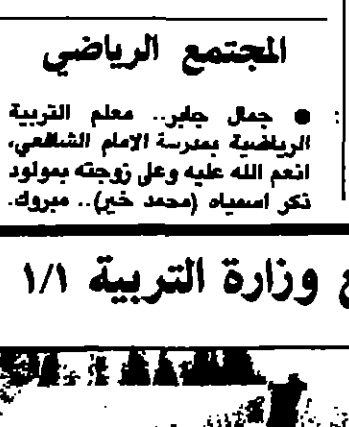 المجتمع الرياضي
● جمال جابر.. معلم التربية
الرياضية بمدرسة الامام الشافعي،
انعم الله عليه وعلى زوجته بمولود
ذكر اسمياه (محمد خير).. مبروك.
ع وزارة التربية ١/١